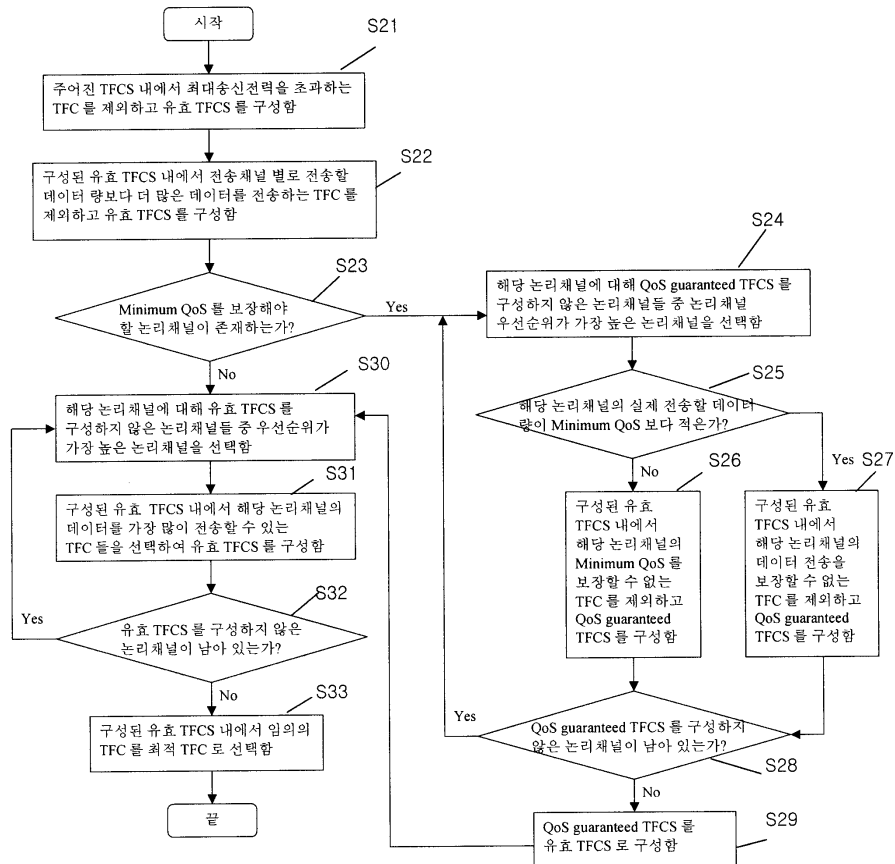 시작
S21
주어진 TFCS 내에서 최대송신전력을 초과하는
TFC 를 제외하고 유효 TFCS 를 구성함
S22
구성된 유효 TFCS 내에서 전송채널 별로 전송할
데이터 량보다 더 많은 데이터를 전송하는 TFC 를
제외하고 유효 TFCS 를 구성함
S23
Minimum QoS 를 보장해야
할 논리채널이 존재하는가?
Yes
No
S24
해당 논리채널에 대해 QoS guaranteed TFCS 를
구성하지 않은 논리채널들 중 논리채널
우선순위가 가장 높은 논리채널을 선택함
S25
해당 논리채널의 실제 전송할 데이터
량이 Minimum QoS 보다 적은가?
No
Yes
S26
구성된 유효
TFCS 내에서
해당 논리채널의
Minimum QoS 를
보장할 수 없는
TFC 를 제외하고
QoS guaranteed
TFCS 를 구성함
S27
구성된 유효
TFCS 내에서
해당 논리채널의
데이터 전송을
보장할 수 없는
TFC 를 제외하고
QoS guaranteed
TFCS 를 구성함
Yes
QoS guaranteed TFCS 를 구성하지
않은 논리채널이 남아 있는가?
S28
No
QoS guaranteed TFCS 를
유효 TFCS 로 구성함
S29
S30
해당 논리채널에 대해 유효 TFCS 를
구성하지 않은 논리채널들 중 우선순위가
가장 높은 논리채널을 선택함
S31
구성된 유효 TFCS 내에서 해당 논리채널의
데이터를 가장 많이 전송할 수 있는
TFC 들을 선택하여 유효 TFCS 를 구성함
S32
Yes
유효 TFCS 를 구성하지 않은
논리채널이 남아 있는가?
No
S33
구성된 유효 TFCS 내에서 임의의
TFC 를 최적 TFC 로 선택함
끝